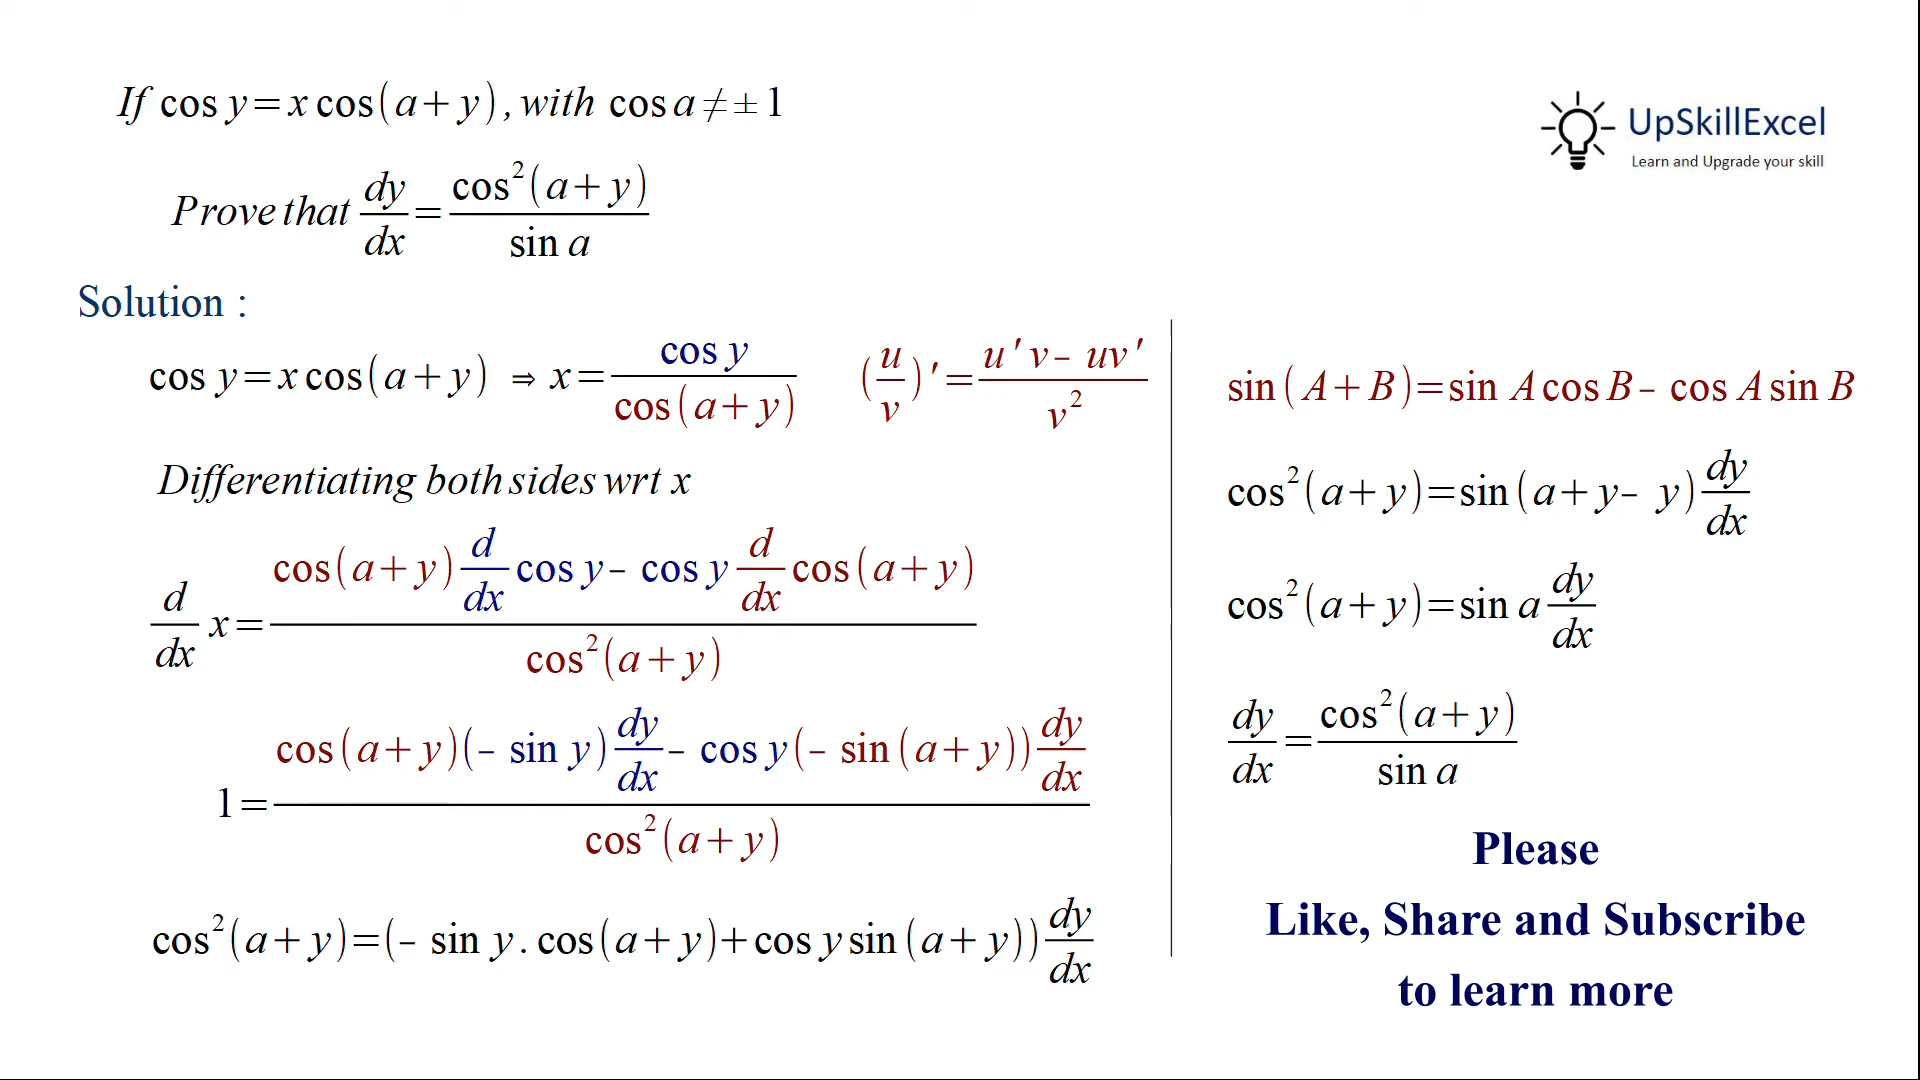 If cos y = x cos(a + y), with cos a ≠ ± 1
UpSkillExcel
Learn and Upgrade your skill
Prove that dy/dx = cos²(a + y)/sin a
Solution :
cos y = x cos(a + y) ⇒ x = cos y/cos(a + y)
(u/v)' = (u'v – uv')/v²
Differentiating both sides wrt x
d/dx x = (cos(a + y) d/dx cos y – cos y d/dx cos(a + y))/cos²(a + y)
1 = (cos(a + y)(– sin y) dy/dx – cos y(– sin(a + y)) dy/dx)/cos²(a + y)
cos²(a + y) = (– sin y . cos(a + y) + cos y sin(a + y)) dy/dx
sin(A + B) = sin A cos B – cos A sin B
cos²(a + y) = sin(a + y – y) dy/dx
cos²(a + y) = sin a dy/dx
dy/dx = cos²(a + y)/sin a
Please
Like, Share and Subscribe
to learn more